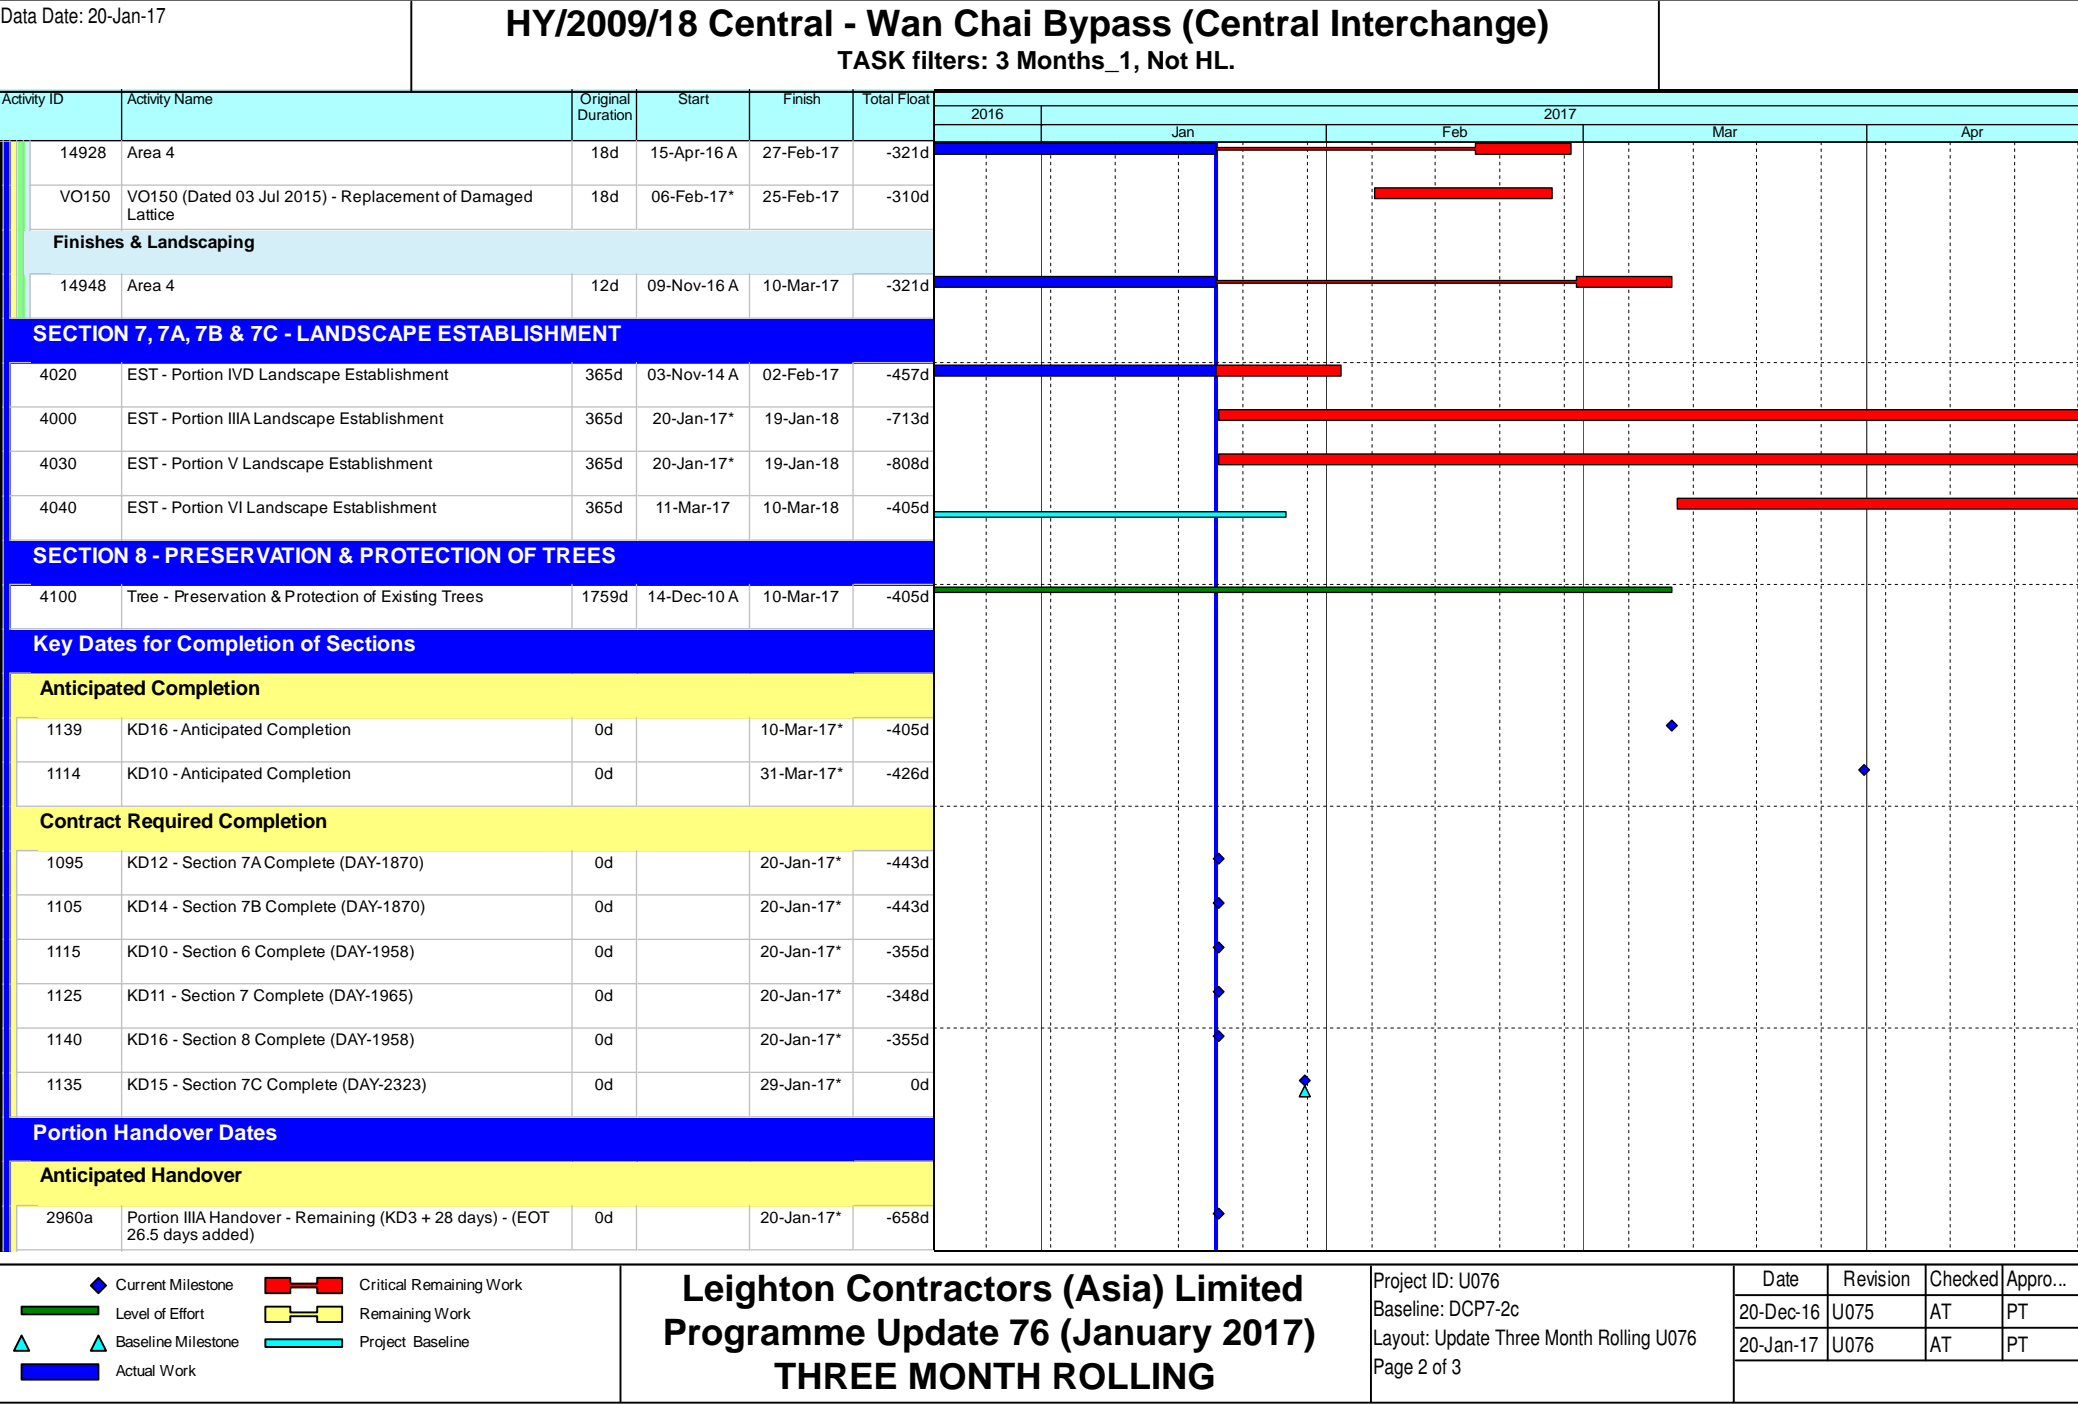 Data Date: 20-Jan-17
HY/2009/18 Central - Wan Chai Bypass (Central Interchange)
TASK filters: 3 Months_1, Not HL.
Activity ID Activity Name Original Duration Start Finish Total Float
2016 2017
Jan Feb Mar Apr
14928 Area 4 18d 15-Apr-16 A 27-Feb-17 -321d
VO150 VO150 (Dated 03 Jul 2015) - Replacement of Damaged 18d 06-Feb-17* 25-Feb-17 -310d
Lattice
Finishes & Landscaping
14948 Area 4 12d 09-Nov-16 A 10-Mar-17 -321d
SECTION 7, 7A, 7B & 7C - LANDSCAPE ESTABLISHMENT
4020 EST - Portion IVD Landscape Establishment 365d 03-Nov-14 A 02-Feb-17 -457d
4000 EST - Portion IIIA Landscape Establishment 365d 20-Jan-17* 19-Jan-18 -713d
4030 EST - Portion V Landscape Establishment 365d 20-Jan-17* 19-Jan-18 -808d
4040 EST - Portion VI Landscape Establishment 365d 11-Mar-17 10-Mar-18 -405d
SECTION 8 - PRESERVATION & PROTECTION OF TREES
4100 Tree - Preservation & Protection of Existing Trees 1759d 14-Dec-10 A 10-Mar-17 -405d
Key Dates for Completion of Sections
Anticipated Completion
1139 KD16 - Anticipated Completion 0d 10-Mar-17* -405d
1114 KD10 - Anticipated Completion 0d 31-Mar-17* -426d
Contract Required Completion
1095 KD12 - Section 7A Complete (DAY-1870) 0d 20-Jan-17* -443d
1105 KD14 - Section 7B Complete (DAY-1870) 0d 20-Jan-17* -443d
1115 KD10 - Section 6 Complete (DAY-1958) 0d 20-Jan-17* -355d
1125 KD11 - Section 7 Complete (DAY-1965) 0d 20-Jan-17* -348d
1140 KD16 - Section 8 Complete (DAY-1958) 0d 20-Jan-17* -355d
1135 KD15 - Section 7C Complete (DAY-2323) 0d 29-Jan-17* 0d
Portion Handover Dates
Anticipated Handover
2960a Portion IIIA Handover - Remaining (KD3 + 28 days) - (EOT 0d 20-Jan-17* -658d
26.5 days added)
Current Milestone Critical Remaining Work
Level of Effort Remaining Work
Baseline Milestone Project Baseline
Actual Work
Leighton Contractors (Asia) Limited
Programme Update 76 (January 2017)
THREE MONTH ROLLING
Project ID: U076
Baseline: DCP7-2c
Layout: Update Three Month Rolling U076
Page 2 of 3
Date Revision Checked Appro...
20-Dec-16 U075 AT PT
20-Jan-17 U076 AT PT